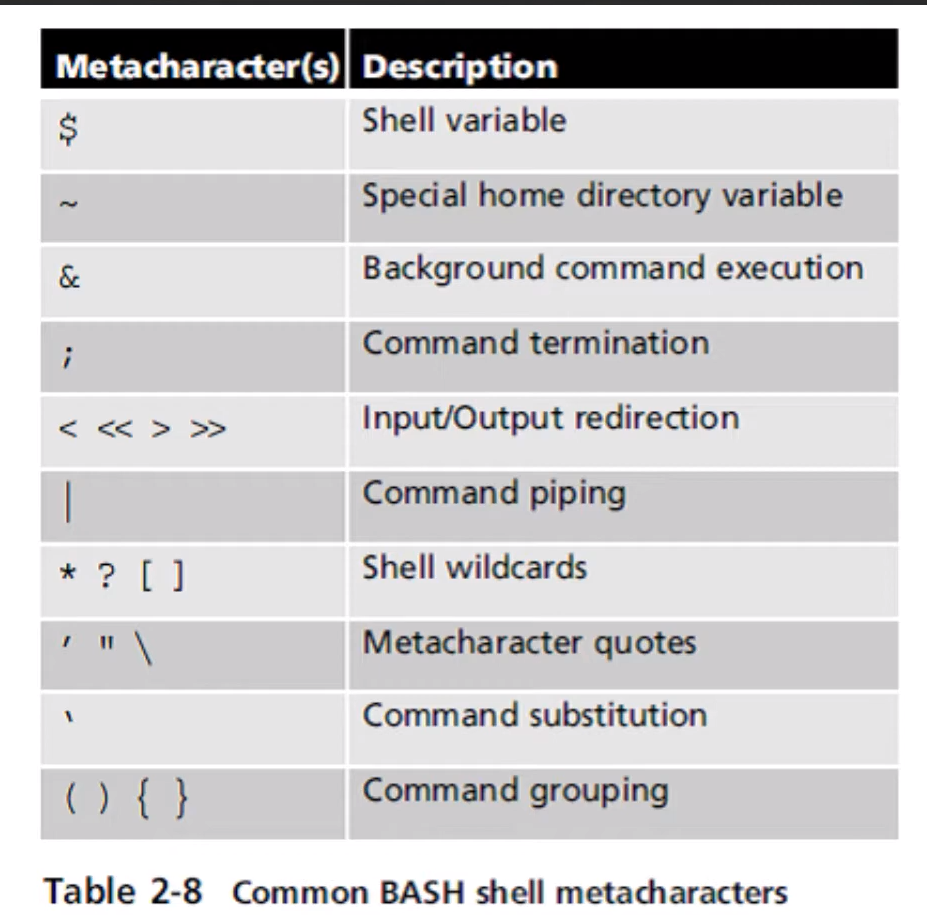 Metacharacter(s) Description
$ Shell variable
~ Special home directory variable
& Background command execution
; Command termination
< << > >> Input/Output redirection
| Command piping
* ? [ ] Shell wildcards
' " \ Metacharacter quotes
` Command substitution
( ) { } Command grouping
Table 2-8 Common BASH shell metacharacters